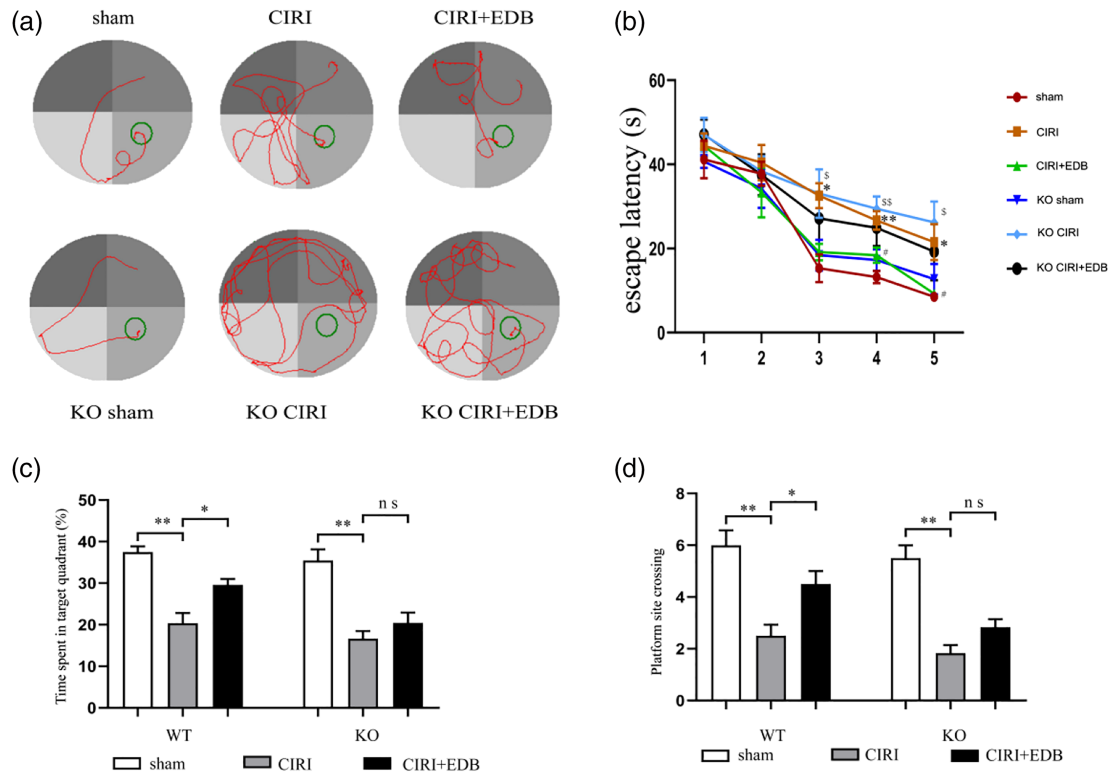 (a)
sham CIRI CIRI+EDB
KO sham KO CIRI KO CIRI+EDB
(b)
escape latency (s)
60
40
20
0
1 2 3 4 5
$
*
$$
**
#
$
*
#
sham
CIRI
CIRI+EDB
KO sham
KO CIRI
KO CIRI+EDB
(c)
Time spent in target quadrant (%)
50
40
30
20
10
0
** * ** n s
WT KO
sham CIRI CIRI+EDB
(d)
Platform site crossing
8
6
4
2
0
** * ** n s
WT KO
sham CIRI CIRI+EDB